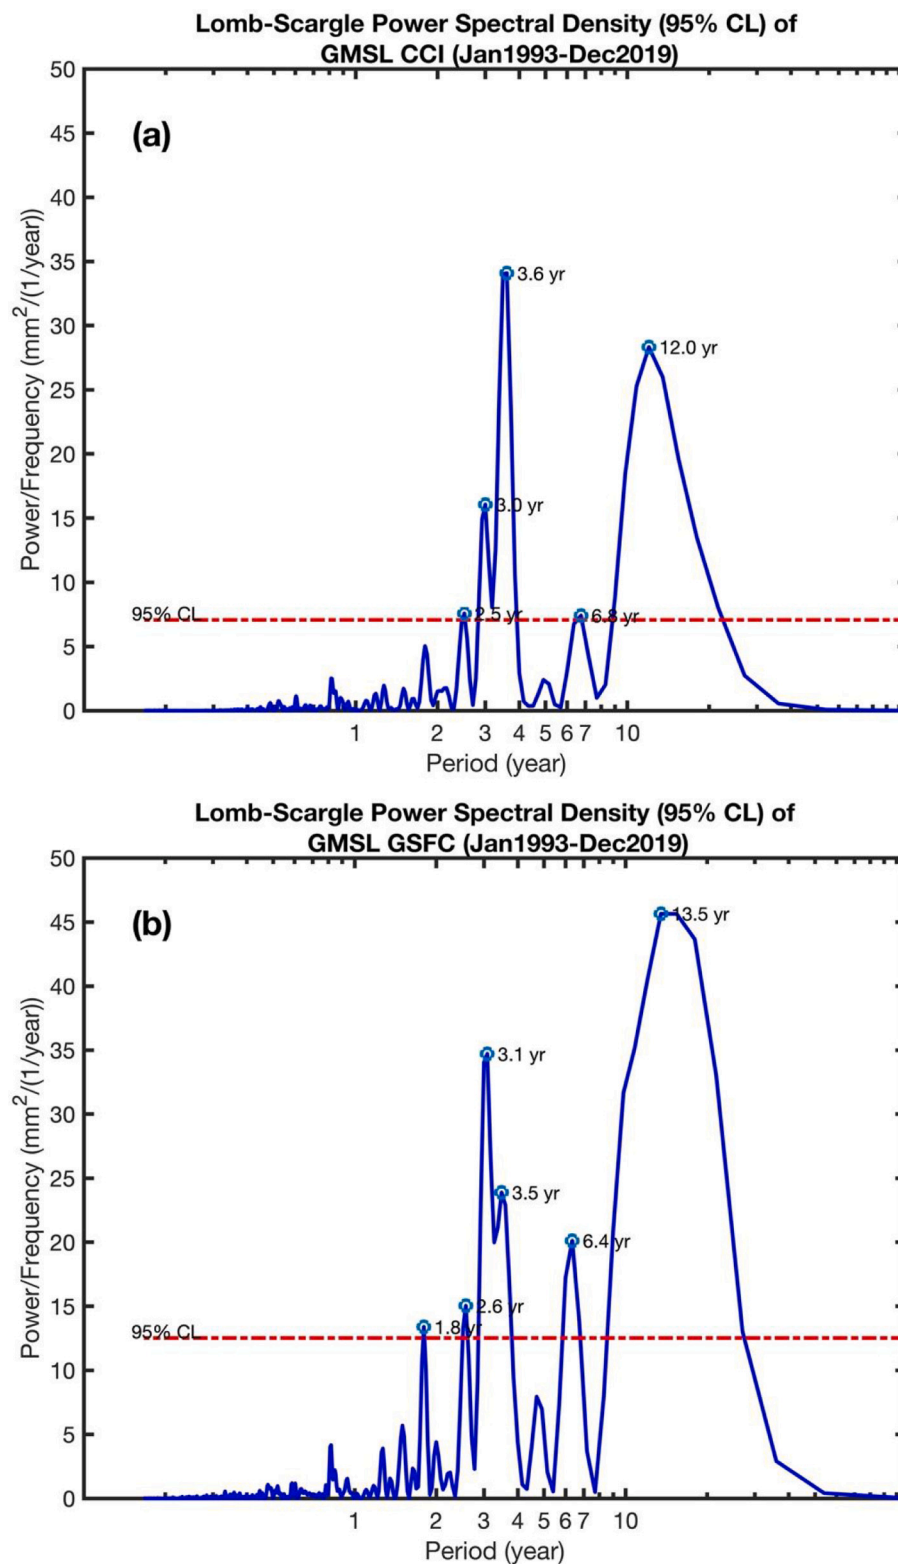 Lomb-Scargle Power Spectral Density (95% CL) of
GMSL CCI (Jan1993-Dec2019)
(a)
Power/Frequency (mm²/(1/year))
50
45
40
35
30
25
20
15
10
5
0
3.6 yr
12.0 yr
3.0 yr
2.5 yr
6.8 yr
95% CL
1 2 3 4 5 6 7 10
Period (year)
Lomb-Scargle Power Spectral Density (95% CL) of
GMSL GSFC (Jan1993-Dec2019)
(b)
Power/Frequency (mm²/(1/year))
50
45
40
35
30
25
20
15
10
5
0
13.5 yr
3.1 yr
3.5 yr
6.4 yr
2.6 yr
1.8 yr
95% CL
1 2 3 4 5 6 7 10
Period (year)